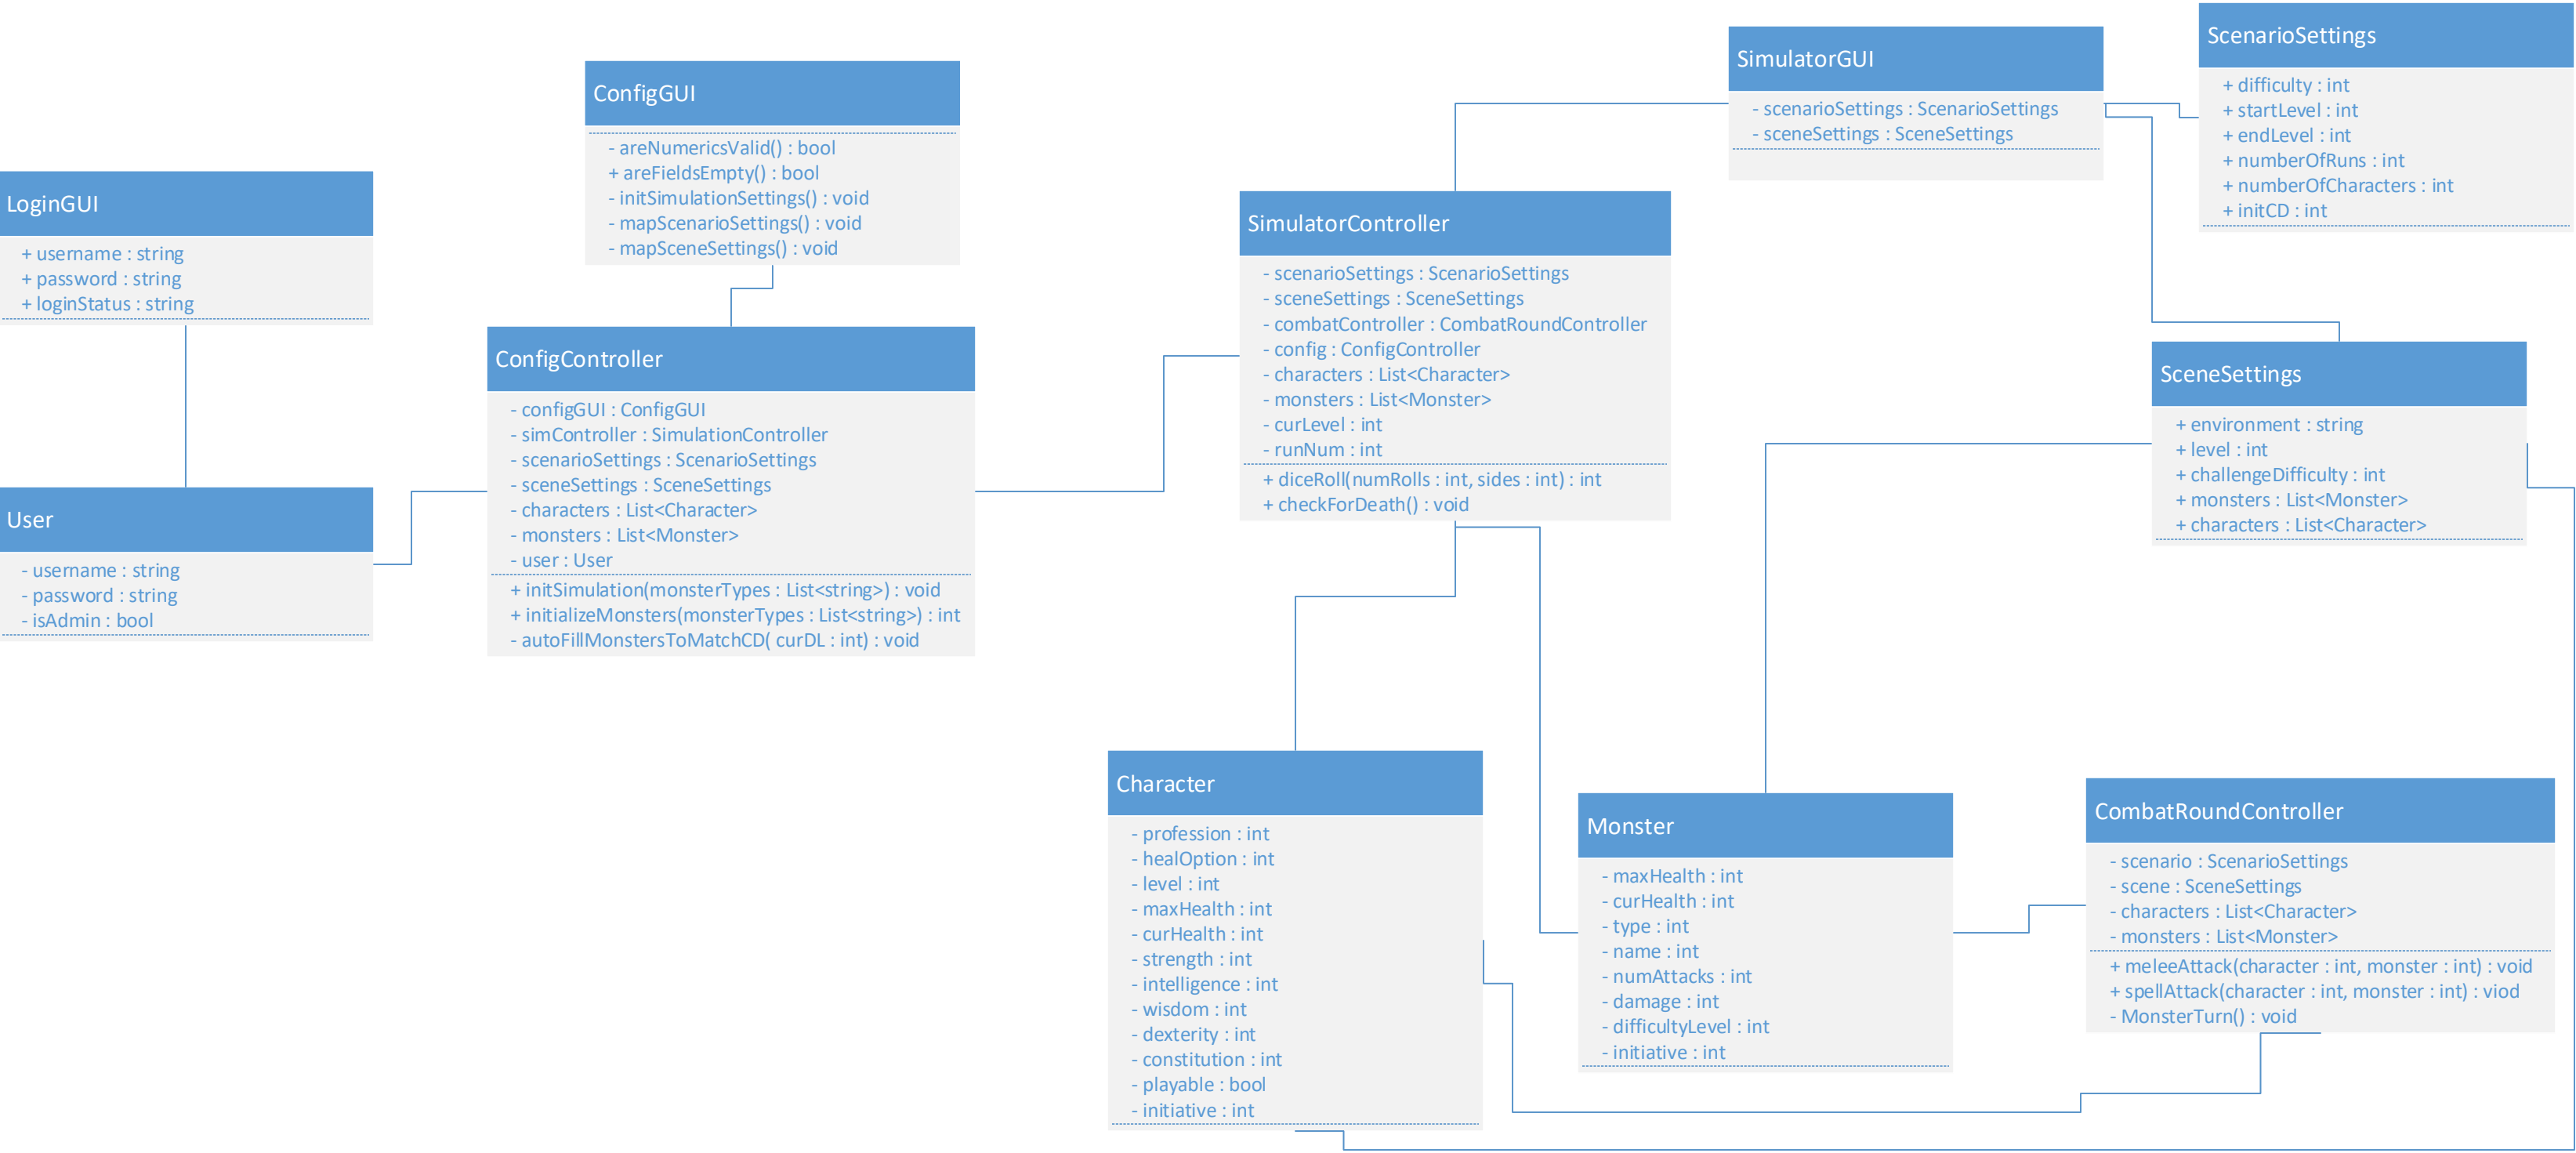 LoginGUI
+ username : string
+ password : string
+ loginStatus : string
User
- username : string
- password : string
- isAdmin : bool
ConfigGUI
- areNumericsValid() : bool
+ areFieldsEmpty() : bool
- initSimulationSettings() : void
- mapScenarioSettings() : void
- mapSceneSettings() : void
ConfigController
- configGUI : ConfigGUI
- simController : SimulationController
- scenarioSettings : ScenarioSettings
- sceneSettings : SceneSettings
- characters : List<Character>
- monsters : List<Monster>
- user : User
+ initSimulation(monsterTypes : List<string>) : void
+ initializeMonsters(monsterTypes : List<string>) : int
- autoFillMonstersToMatchCD( curDL : int) : void
SimulatorController
- scenarioSettings : ScenarioSettings
- sceneSettings : SceneSettings
- combatController : CombatRoundController
- config : ConfigController
- characters : List<Character>
- monsters : List<Monster>
- curLevel : int
- runNum : int
+ diceRoll(numRolls : int, sides : int) : int
+ checkForDeath() : void
SimulatorGUI
- scenarioSettings : ScenarioSettings
- sceneSettings : SceneSettings
ScenarioSettings
+ difficulty : int
+ startLevel : int
+ endLevel : int
+ numberOfRuns : int
+ numberOfCharacters : int
+ initCD : int
SceneSettings
+ environment : string
+ level : int
+ challengeDifficulty : int
+ monsters : List<Monster>
+ characters : List<Character>
Character
- profession : int
- healOption : int
- level : int
- maxHealth : int
- curHealth : int
- strength : int
- intelligence : int
- wisdom : int
- dexterity : int
- constitution : int
- playable : bool
- initiative : int
Monster
- maxHealth : int
- curHealth : int
- type : int
- name : int
- numAttacks : int
- damage : int
- difficultyLevel : int
- initiative : int
CombatRoundController
- scenario : ScenarioSettings
- scene : SceneSettings
- characters : List<Character>
- monsters : List<Monster>
+ meleeAttack(character : int, monster : int) : void
+ spellAttack(character : int, monster : int) : viod
- MonsterTurn() : void